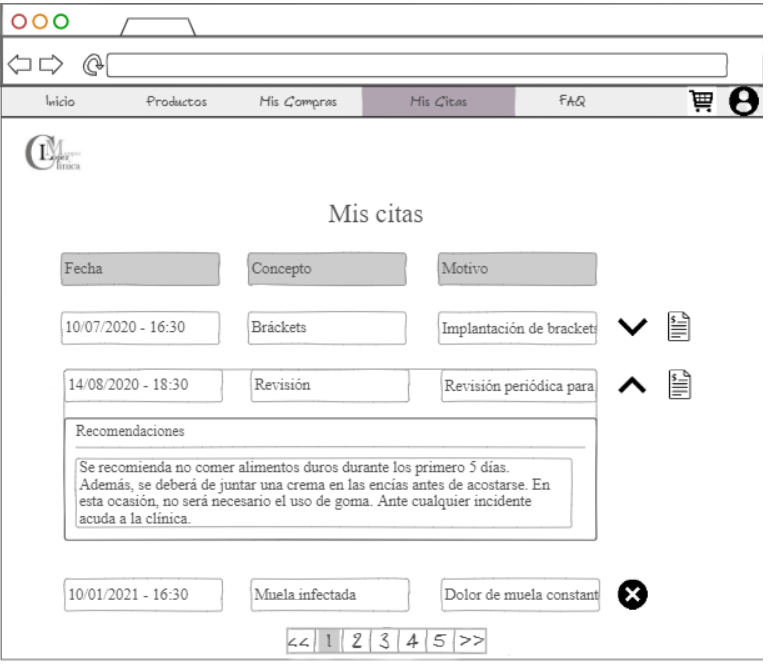 Inicio Productos Mis Compras Mis Citas FAQ
CLM
López
Clínica
Mis citas
Fecha Concepto Motivo
10/07/2020 - 16:30 Bráckets Implantación de brackets
14/08/2020 - 18:30 Revisión Revisión periódica para
Recomendaciones
Se recomienda no comer alimentos duros durante los primero 5 días.
Además, se deberá de juntar una crema en las encías antes de acostarse. En
esta ocasión, no será necesario el uso de goma. Ante cualquier incidente
acuda a la clínica.
10/01/2021 - 16:30 Muela infectada Dolor de muela constant
<< 1 2 3 4 5 >>